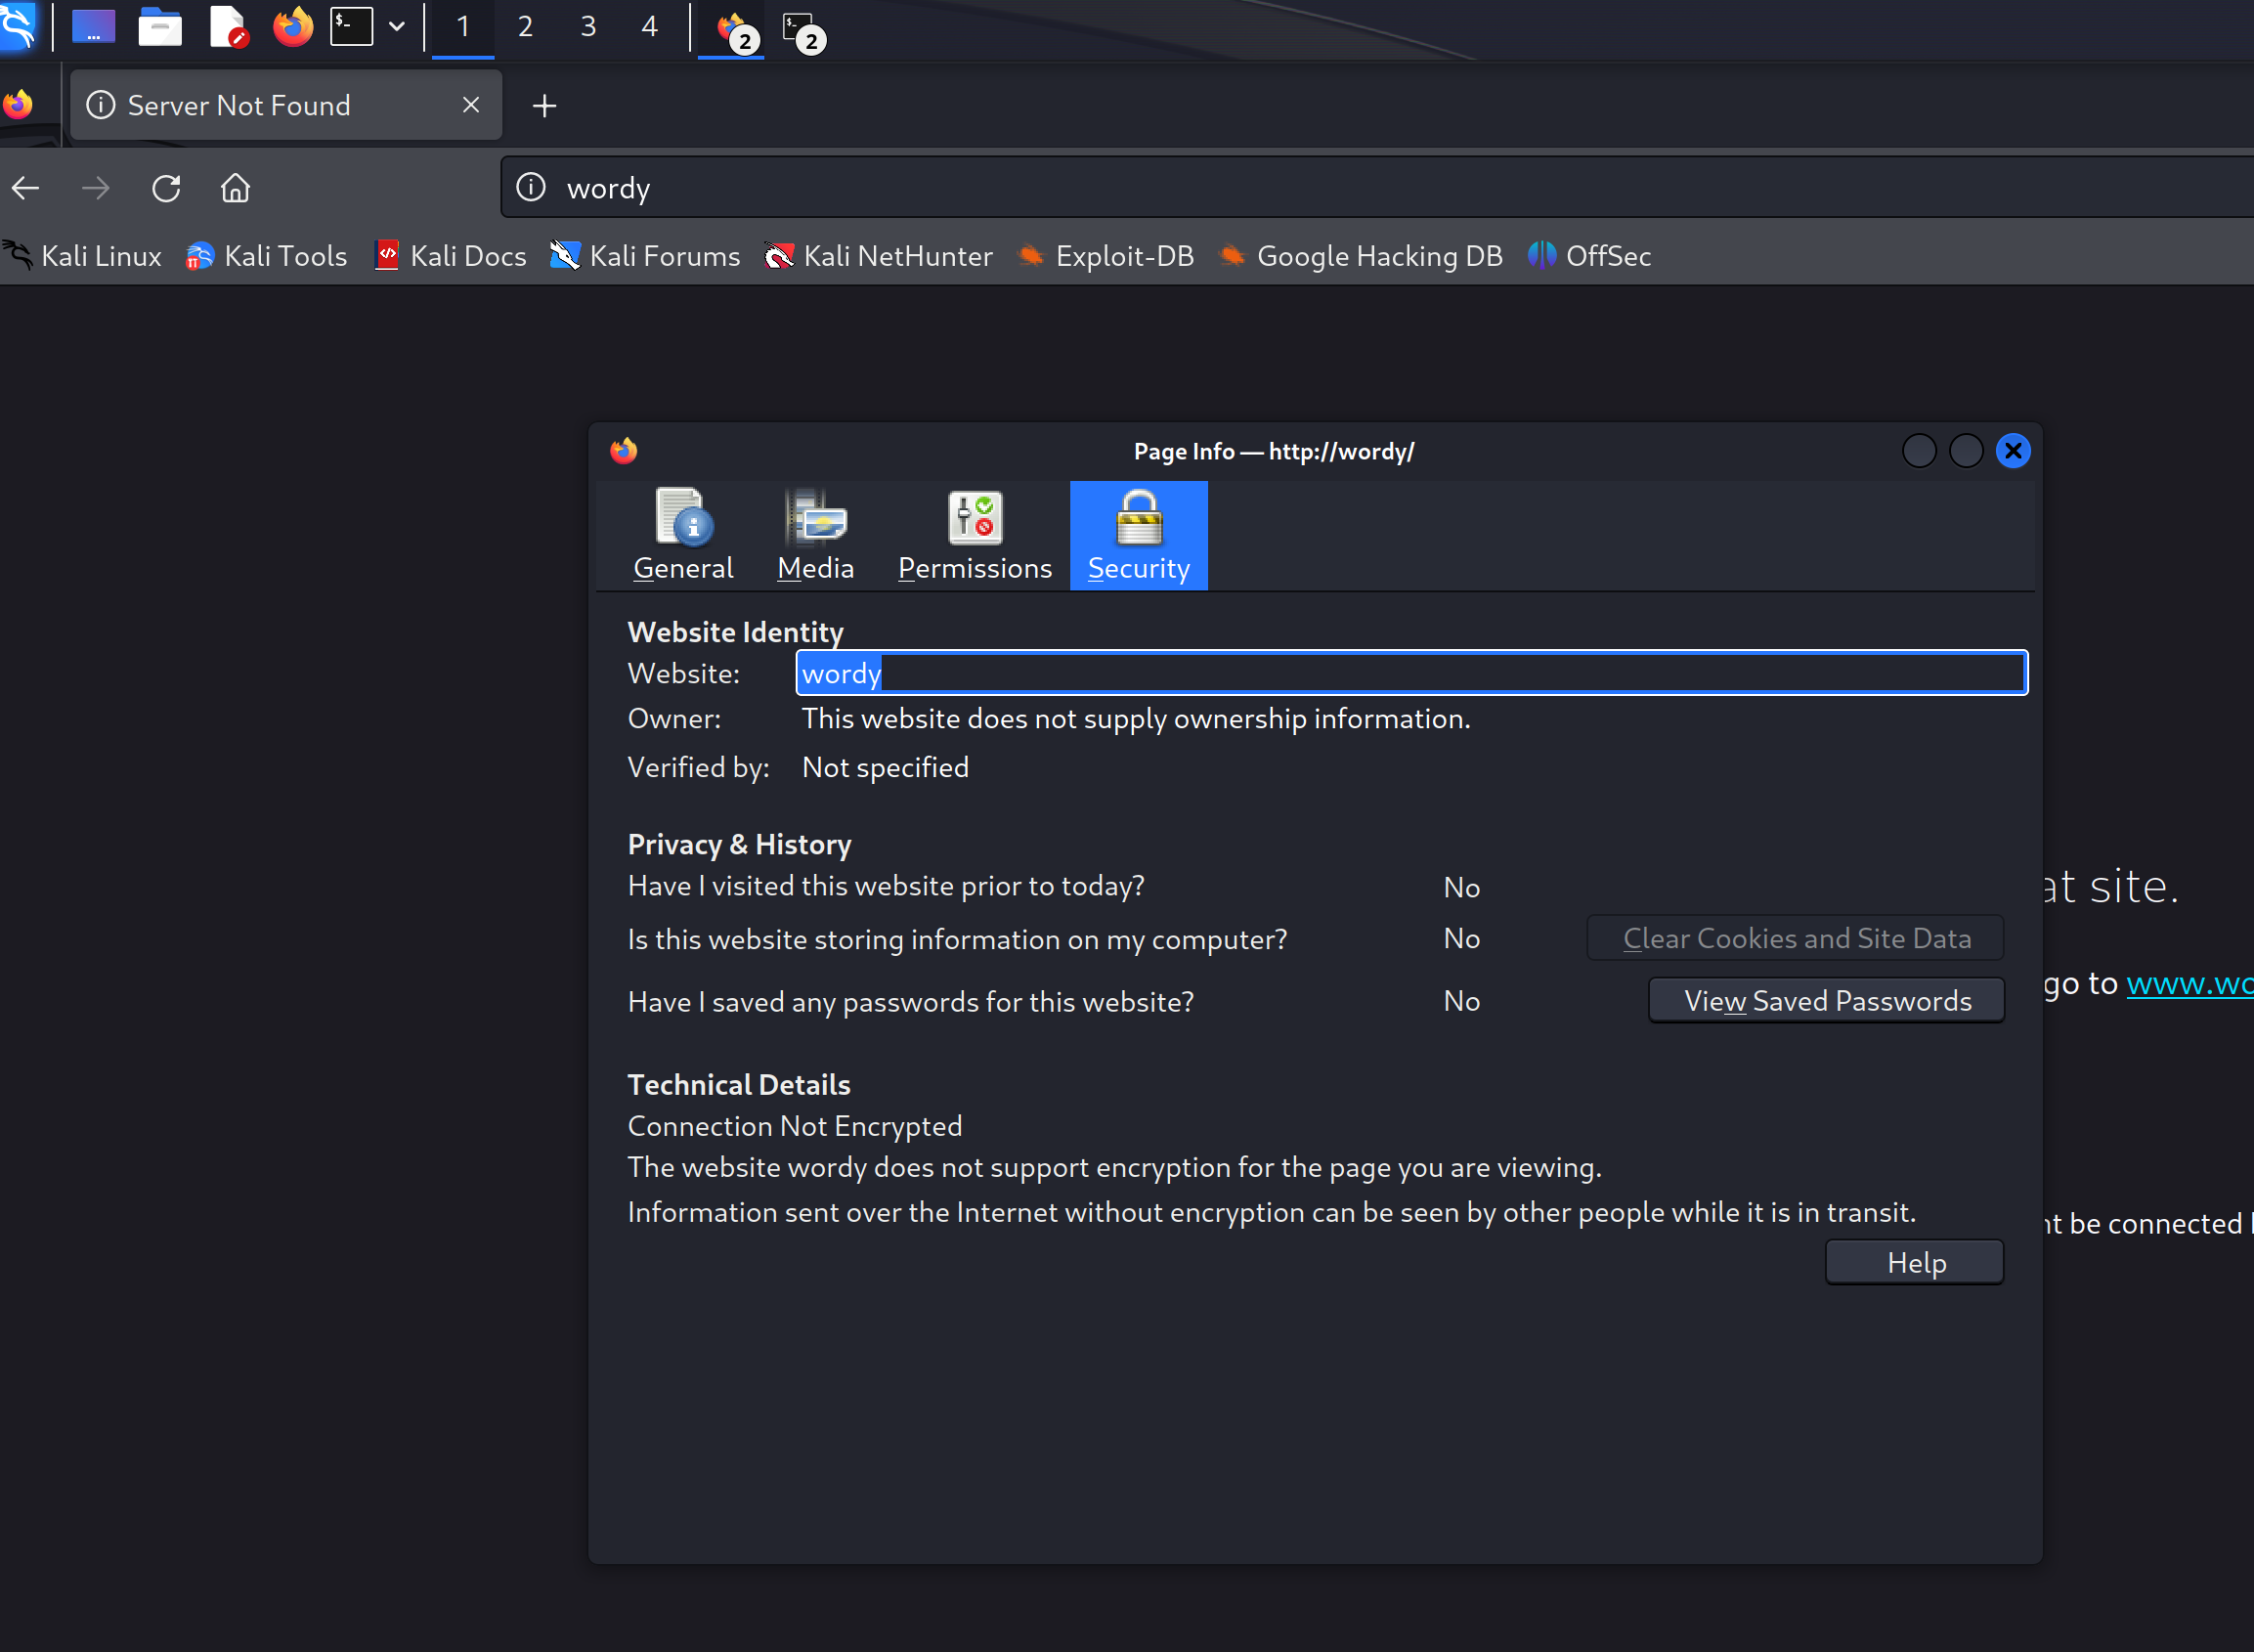 1 2 3 4 2 2
Server Not Found
wordy
Kali Linux Kali Tools Kali Docs Kali Forums Kali NetHunter Exploit-DB Google Hacking DB OffSec
Page Info — http://wordy/
General Media Permissions Security
Website Identity
Website: wordy
Owner: This website does not supply ownership information.
Verified by: Not specified
Privacy & History
Have I visited this website prior to today? No
at site.
Is this website storing information on my computer? No Clear Cookies and Site Data
Have I saved any passwords for this website? No View Saved Passwords
go to www.wo
Technical Details
Connection Not Encrypted
The website wordy does not support encryption for the page you are viewing.
Information sent over the Internet without encryption can be seen by other people while it is in transit.
be connected
Help